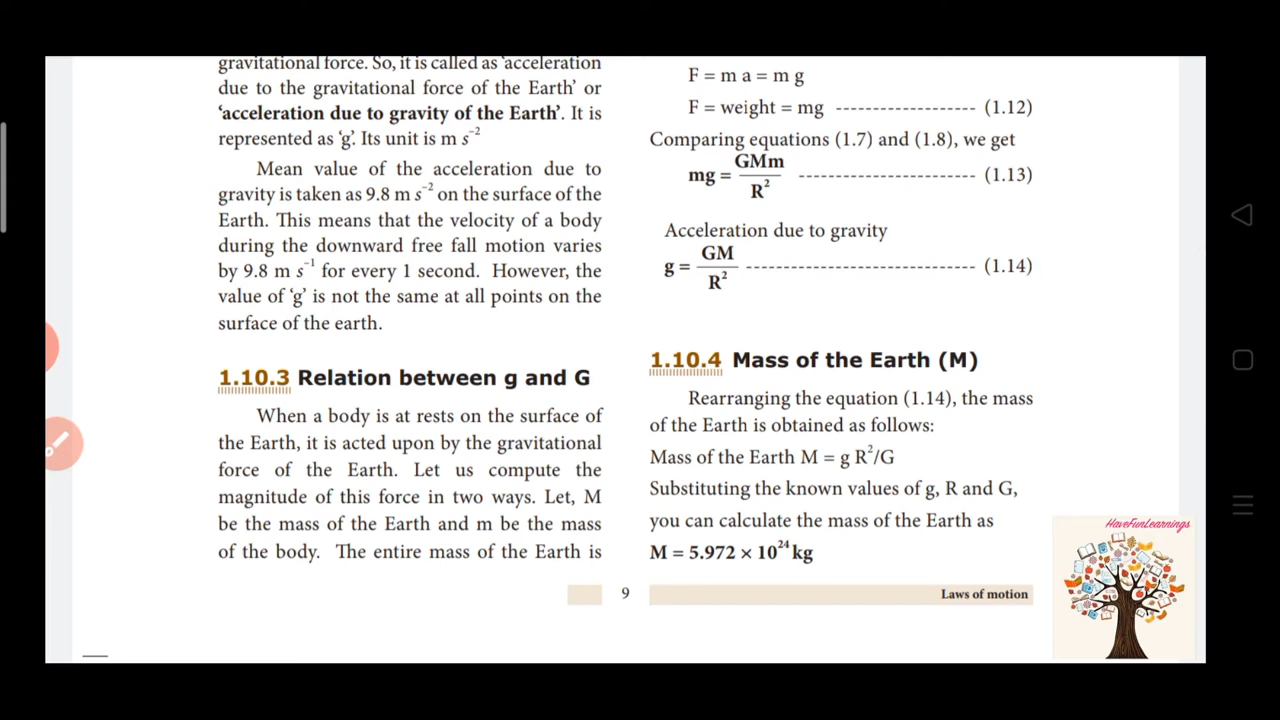 gravitational force. So, it is called as 'acceleration
due to the gravitational force of the Earth' or
'acceleration due to gravity of the Earth'. It is
represented as 'g'. Its unit is m s⁻²
Mean value of the acceleration due to
gravity is taken as 9.8 m s⁻² on the surface of the
Earth. This means that the velocity of a body
during the downward free fall motion varies
by 9.8 m s⁻¹ for every 1 second. However, the
value of 'g' is not the same at all points on the
surface of the earth.
1.10.3 Relation between g and G
When a body is at rests on the surface of
the Earth, it is acted upon by the gravitational
force of the Earth. Let us compute the
magnitude of this force in two ways. Let, M
be the mass of the Earth and m be the mass
of the body. The entire mass of the Earth is
F = m a = m g
F = weight = mg ------------------- (1.12)
Comparing equations (1.7) and (1.8), we get
mg = GMm / R² ------------------------ (1.13)
Acceleration due to gravity
g = GM / R² ------------------------------- (1.14)
1.10.4 Mass of the Earth (M)
Rearranging the equation (1.14), the mass
of the Earth is obtained as follows:
Mass of the Earth M = g R²/G
Substituting the known values of g, R and G,
you can calculate the mass of the Earth as
M = 5.972 × 10²⁴ kg
9
Laws of motion
HaveFunLearnings